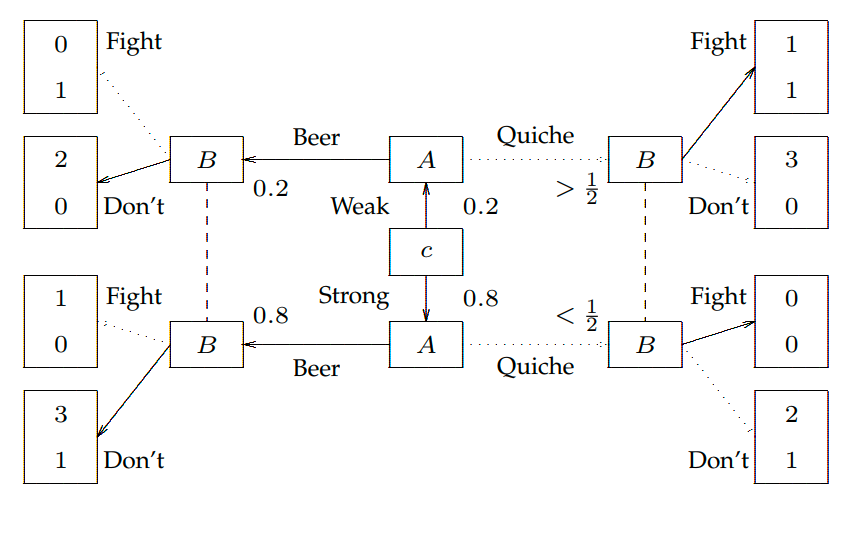 0 Fight Fight 1
1 1
2 B Beer A Quiche B 3
0 Don't 0.2 Weak 0.2 > 1/2 Don't 0
c
1 Fight 0.8 Strong 0.8 < 1/2 Fight 0
0 B Beer A Quiche B 0
3 2
1 Don't Don't 1